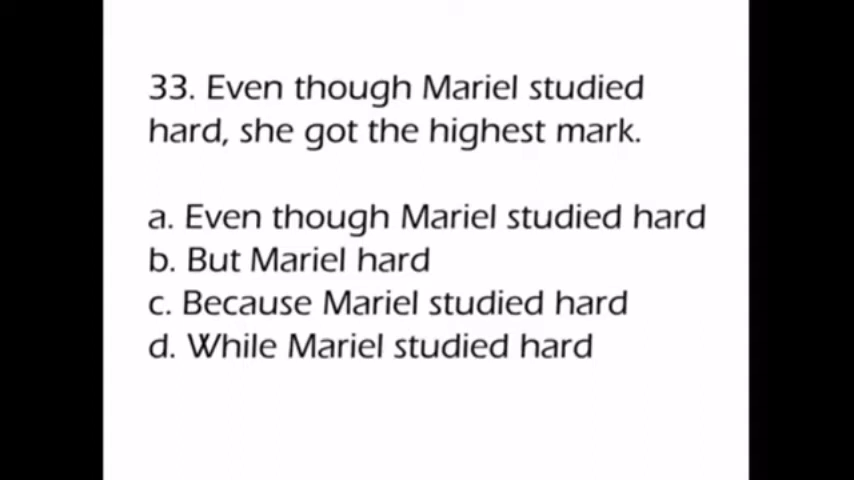 33. Even though Mariel studied
hard, she got the highest mark.
a. Even though Mariel studied hard
b. But Mariel hard
c. Because Mariel studied hard
d. While Mariel studied hard